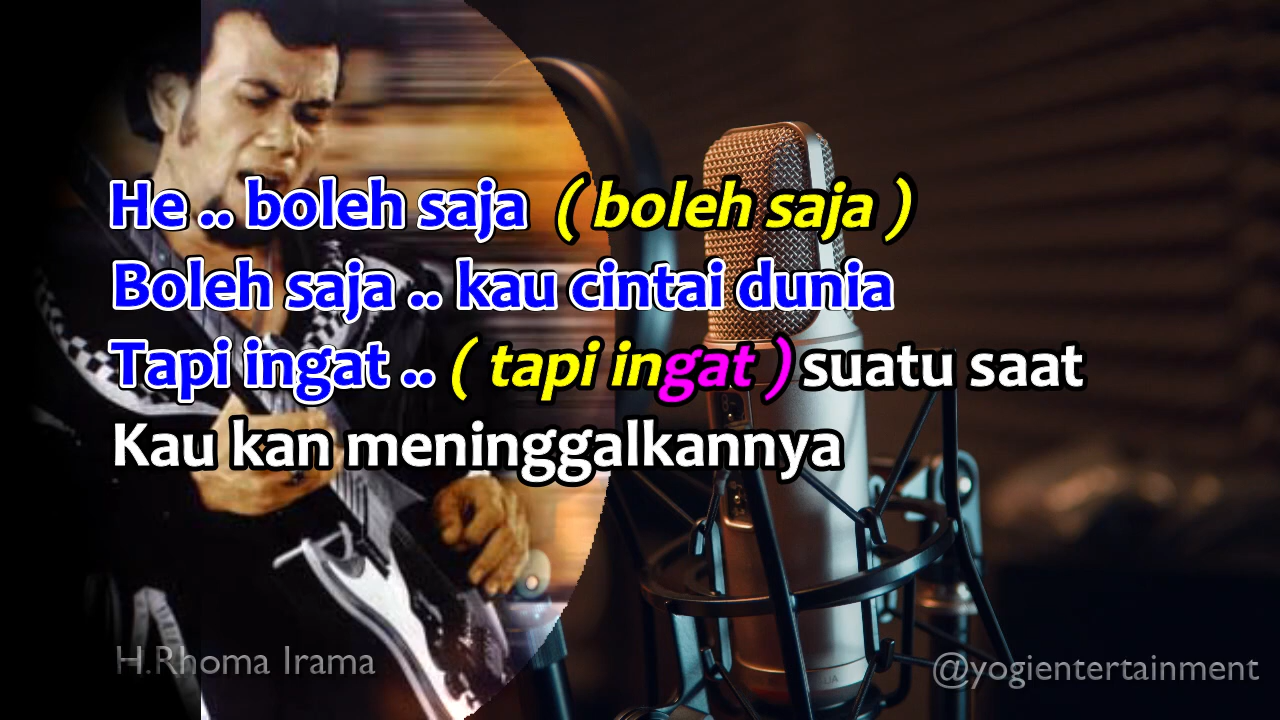 He .. boleh saja ( boleh saja )
Boleh saja .. kau cintai dunia
Tapi ingat .. ( tapi ingat ) suatu saat
Kau kan meninggalkannya
H.Rhoma Irama
@yogientertainment